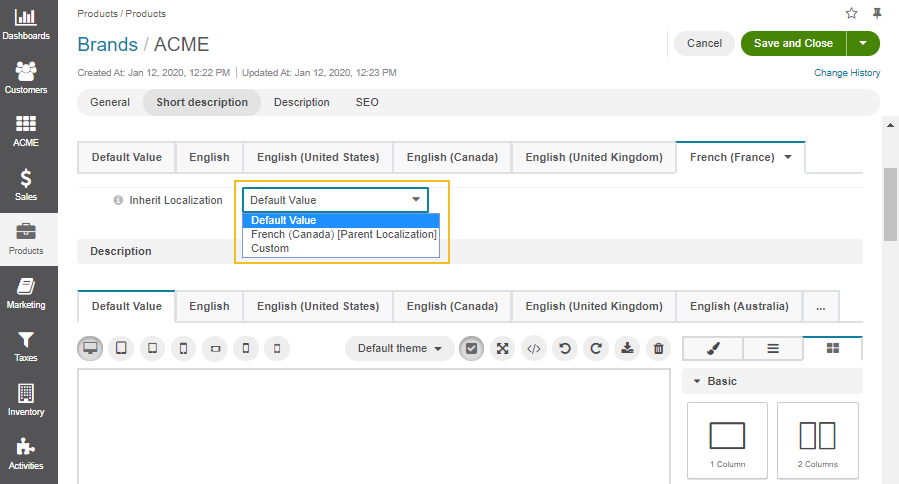 Dashboards
Customers
ACME
Sales
Products
Marketing
Taxes
Inventory
Activities
Products / Products
Brands / ACME
Cancel
Save and Close
Created At: Jan 12, 2020, 12:22 PM | Updated At: Jan 12, 2020, 12:23 PM
Change History
General Short description Description SEO
Default Value English English (United States) English (Canada) English (United Kingdom) French (France)
Inherit Localization Default Value
Default Value
French (Canada) [Parent Localization]
Custom
Description
Default Value English English (United States) English (Canada) English (United Kingdom) English (Australia) ...
Default theme
Basic
1 Column 2 Columns